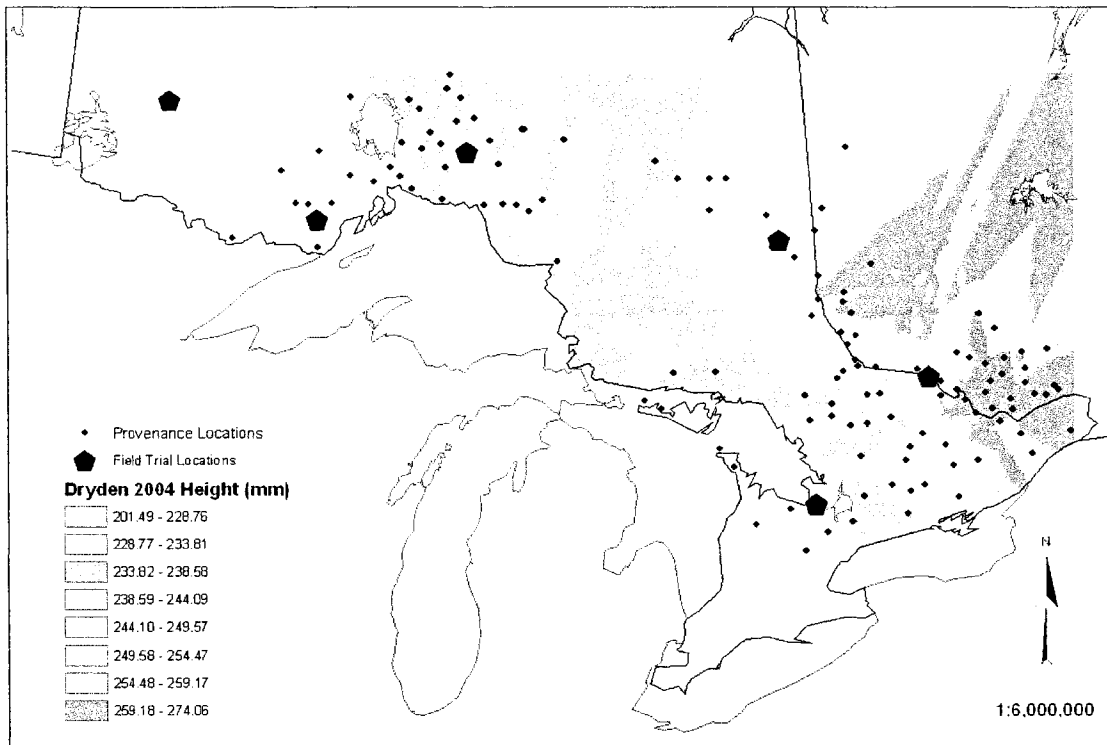 Provenance Locations
Field Trial Locations
Dryden 2004 Height (mm)
201.49 - 228.76
228.77 - 233.81
233.82 - 238.58
238.59 - 244.09
244.10 - 249.57
249.58 - 254.47
254.48 - 259.17
259.18 - 274.06
N
1:6,000,000